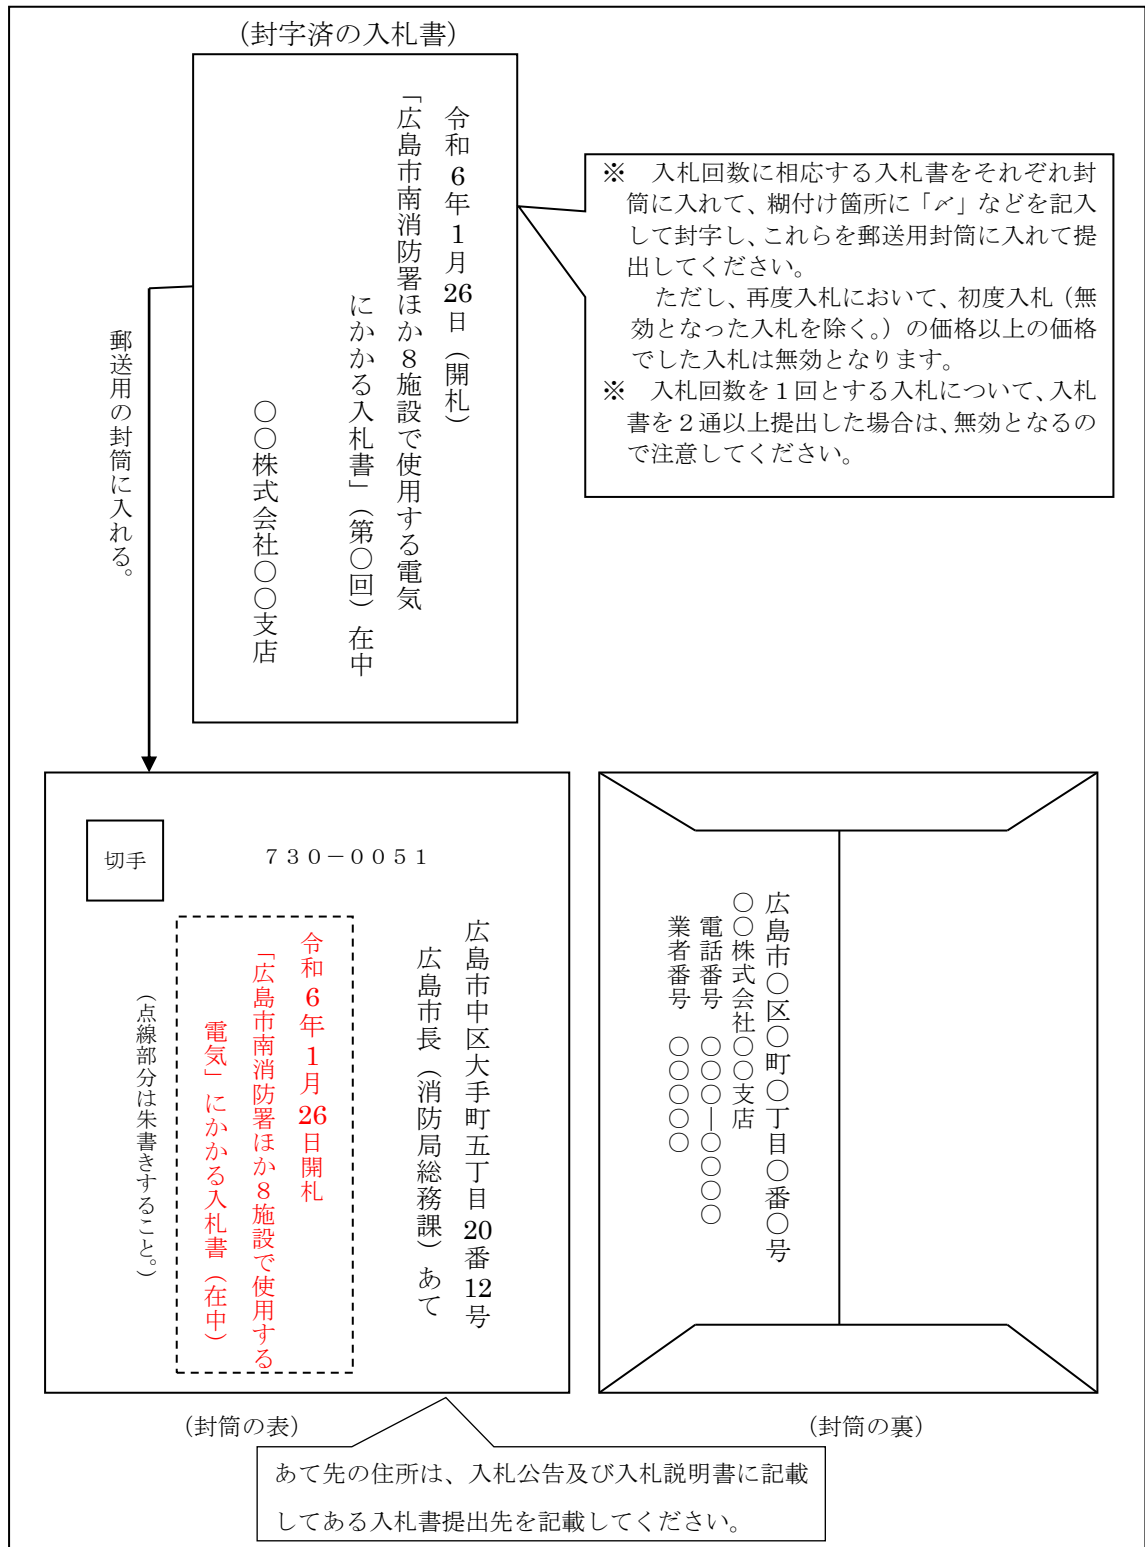 （封字済の入札書）
令和６年１月26日（開札）
「広島市南消防署ほか８施設で使用する電気
にかかる入札書」（第〇回）在中
〇〇株式会社〇〇支店
※　入札回数に相応する入札書をそれぞれ封
筒に入れて、糊付け箇所に「〆」などを記入
して封字し、これらを郵送用封筒に入れて提
出してください。
ただし、再度入札において、初度入札（無
効となった入札を除く。）の価格以上の価格
でした入札は無効となります。
※　入札回数を１回とする入札について、入札
書を２通以上提出した場合は、無効となるの
で注意してください。
郵送用の封筒に入れる。
切手
７３０－００５１
広島市中区大手町五丁目20番12号
広島市長（消防局総務課）あて
令和６年１月26日開札
「広島市南消防署ほか８施設で使用する
電気」にかかる入札書（在中）
（点線部分は朱書きすること。）
広島市〇区〇町〇丁目〇番〇号
〇〇株式会社〇〇支店
電話番号　〇〇〇―〇〇〇〇
業者番号　〇〇〇〇〇
（封筒の表）
（封筒の裏）
あて先の住所は、入札公告及び入札説明書に記載
してある入札書提出先を記載してください。